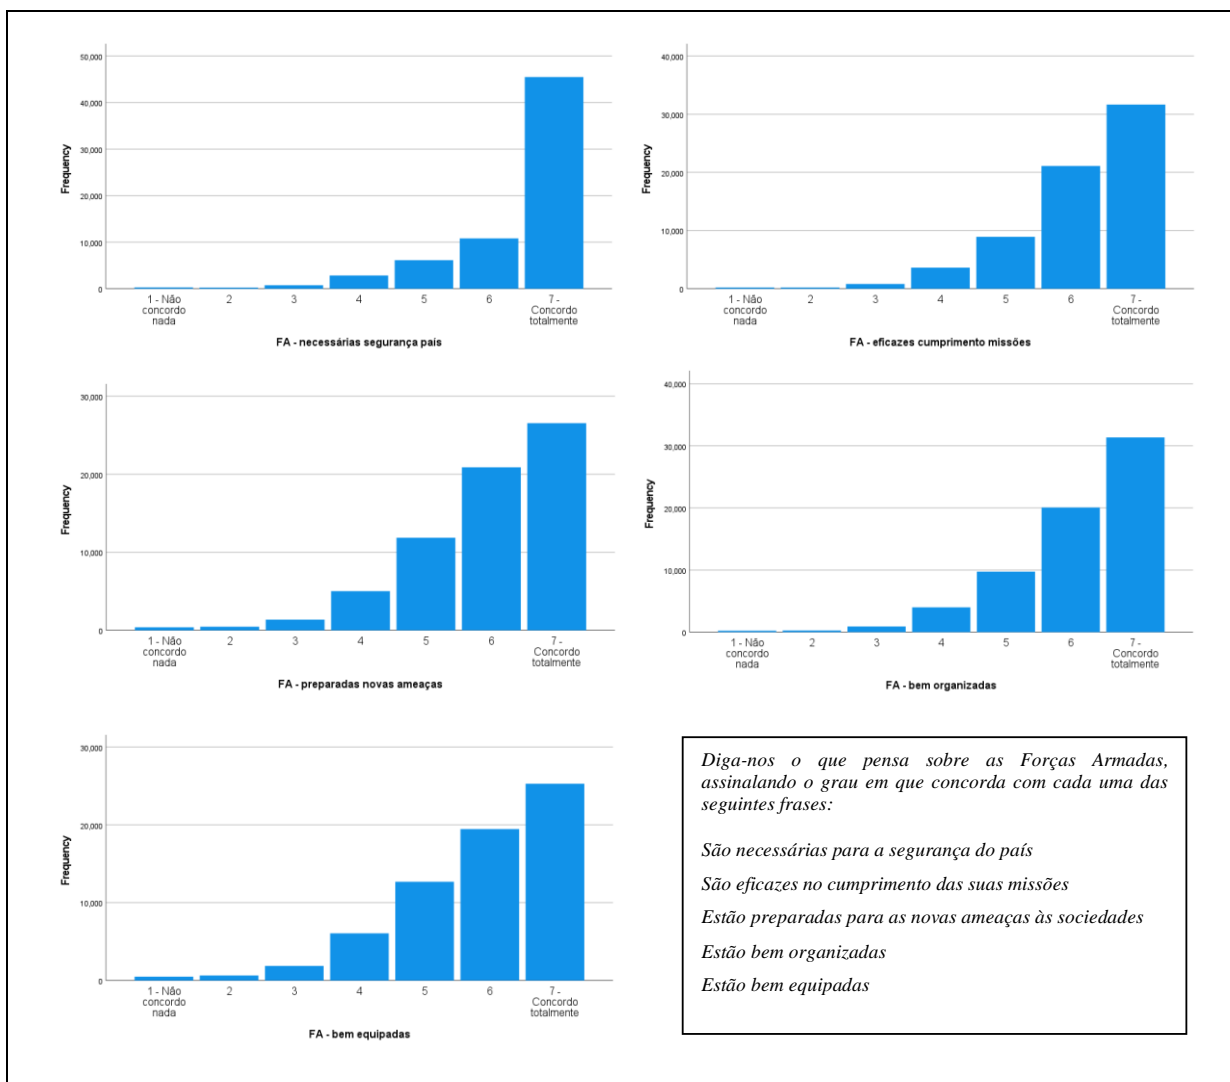 50,000
40,000
30,000
20,000
10,000
0
Frequency
1 - Não
concordo
nada
2
3
4
5
6
7 -
Concordo
totalmente
FA - necessárias segurança país
40,000
30,000
20,000
10,000
0
Frequency
1 - Não
concordo
nada
2
3
4
5
6
7 -
Concordo
totalmente
FA - eficazes cumprimento missões
30,000
20,000
10,000
0
Frequency
1 - Não
concordo
nada
2
3
4
5
6
7 -
Concordo
totalmente
FA - preparadas novas ameaças
40,000
30,000
20,000
10,000
0
Frequency
1 - Não
concordo
nada
2
3
4
5
6
7 -
Concordo
totalmente
FA - bem organizadas
30,000
20,000
10,000
0
Frequency
1 - Não
concordo
nada
2
3
4
5
6
7 -
Concordo
totalmente
FA - bem equipadas
Diga-nos o que pensa sobre as Forças Armadas,
assinalando o grau em que concorda com cada uma das
seguintes frases:
São necessárias para a segurança do país
São eficazes no cumprimento das suas missões
Estão preparadas para as novas ameaças às sociedades
Estão bem organizadas
Estão bem equipadas